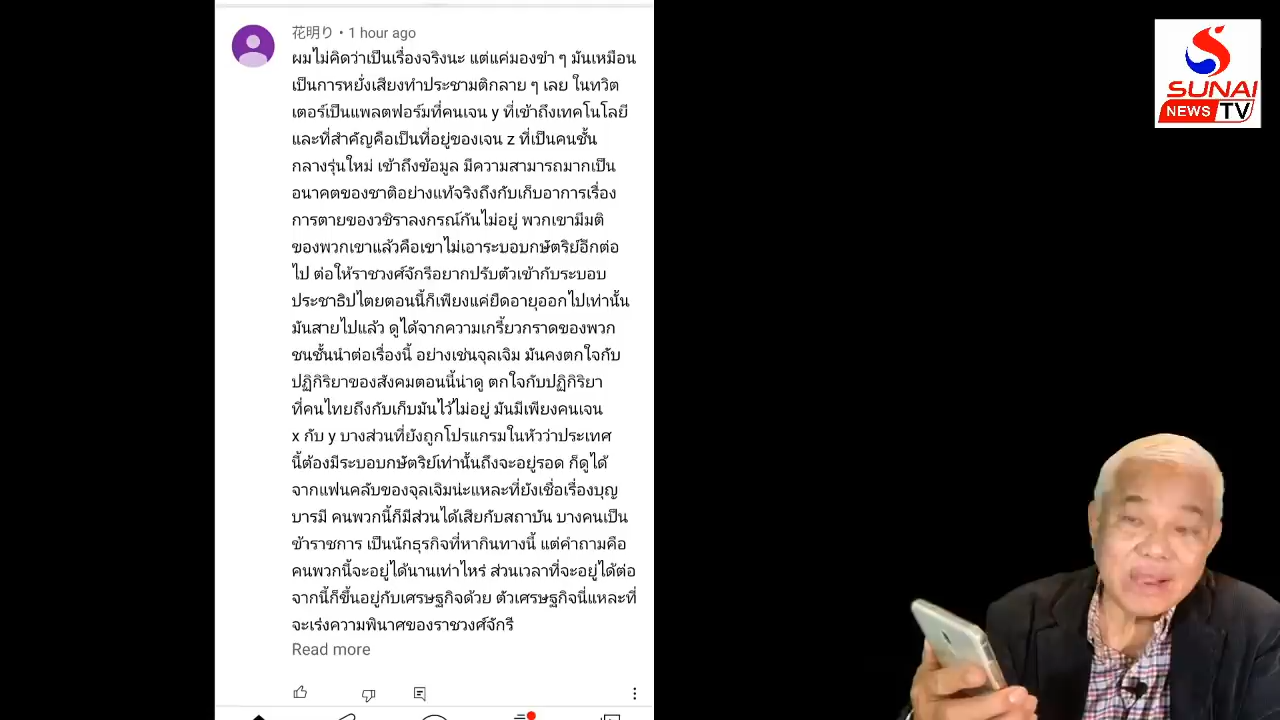 花明り • 1 hour ago
ผมไม่คิดว่าเป็นเรื่องจริงนะ แต่แค่มองขำ ๆ มันเหมือน
เป็นการหยั่งเสียงทำประชามติกลาย ๆ เลย ในทวิต
เตอร์เป็นแพลตฟอร์มที่คนเจน y ที่เข้าถึงเทคโนโลยี
และที่สำคัญคือเป็นที่อยู่ของเจน z ที่เป็นคนชั้น
กลางรุ่นใหม่ เข้าถึงข้อมูล มีความสามารถมากเป็น
อนาคตของชาติอย่างแท้จริงถึงกับเก็บอาการเรื่อง
การตายของวชิราลงกรณ์กันไม่อยู่ พวกเขามีมติ
ของพวกเขาแล้วคือเขาไม่เอาระบอบกษัตริย์อีกต่อ
ไป ต่อให้ราชวงศ์จักรีอยากปรับตัวเข้ากับระบอบ
ประชาธิปไตยตอนนี้ก็เพียงแค่ยืดอายุออกไปเท่านั้น
มันสายไปแล้ว ดูได้จากความเกรี้ยวกราดของพวก
ชนชั้นนำต่อเรื่องนี้ อย่างเช่นจุลเจิม มันคงตกใจกับ
ปฏิกิริยาของสังคมตอนนี้น่าดู ตกใจกับปฏิกิริยา
ที่คนไทยถึงกับเก็บมันไว้ไม่อยู่ มันมีเพียงคนเจน
x กับ y บางส่วนที่ยังถูกโปรแกรมในหัวว่าประเทศ
นี้ต้องมีระบอบกษัตริย์เท่านั้นถึงจะอยู่รอด ก็ดูได้
จากแฟนคลับของจุลเจิมน่ะแหละที่ยังเชื่อเรื่องบุญ
บารมี คนพวกนี้ก็มีส่วนได้เสียกับสถาบัน บางคนเป็น
ข้าราชการ เป็นนักธุรกิจที่หากินทางนี้ แต่คำถามคือ
คนพวกนี้จะอยู่ได้นานเท่าไหร่ ส่วนเวลาที่จะอยู่ได้ต่อ
จากนี้ก็ขึ้นอยู่กับเศรษฐกิจด้วย ตัวเศรษฐกิจนี่แหละที่
จะเร่งความพินาศของราชวงศ์จักรี
Read more
SUNAI
NEWS TV